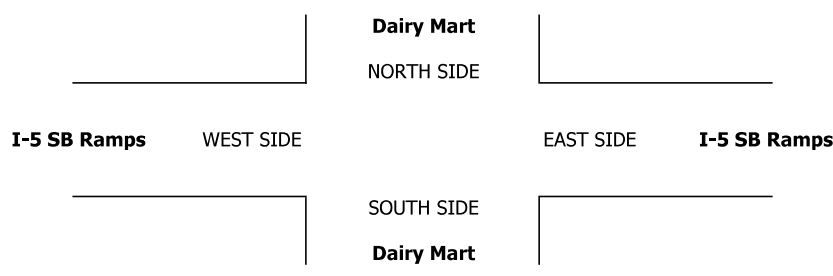 Dairy Mart
NORTH SIDE
I-5 SB Ramps WEST SIDE EAST SIDE I-5 SB Ramps
SOUTH SIDE
Dairy Mart